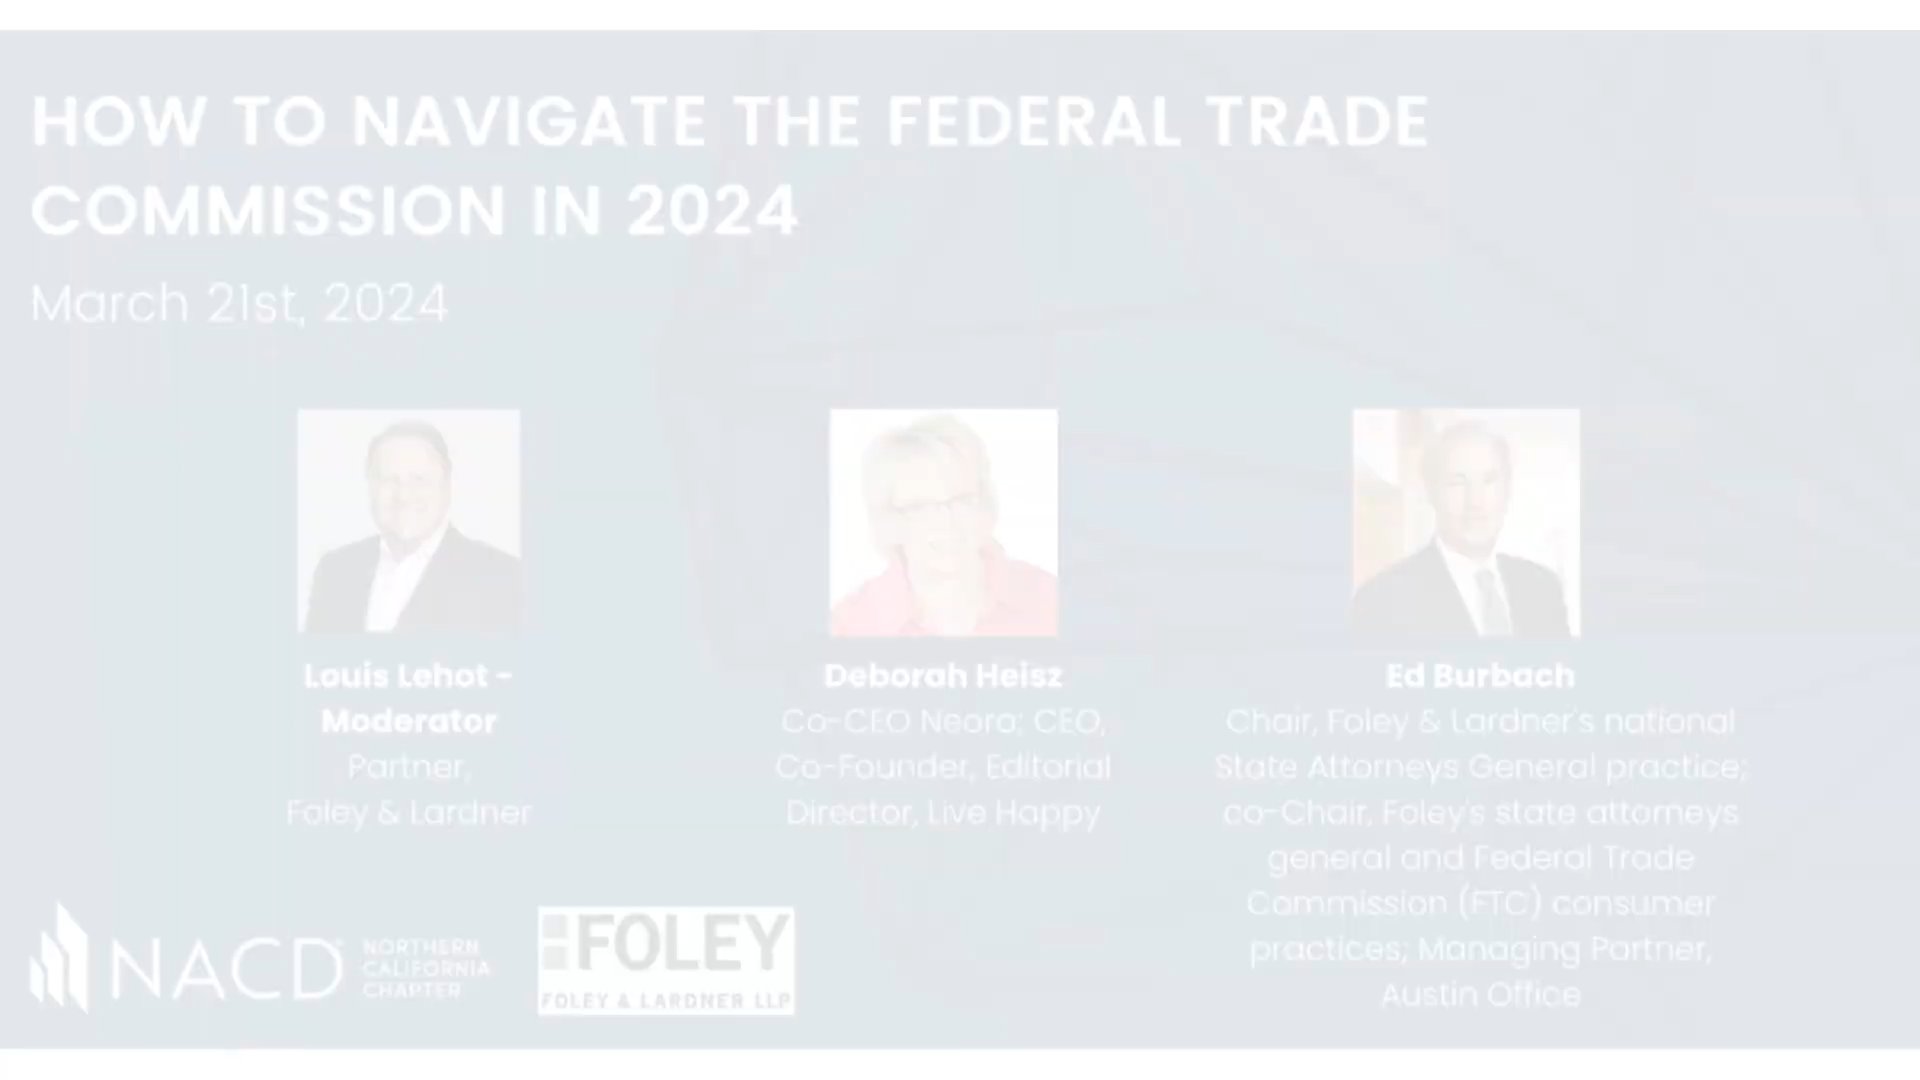 HOW TO NAVIGATE THE FEDERAL TRADE
COMMISSION IN 2024
March 21st, 2024
Louis Lehot -
Moderator
Partner,
Foley & Lardner
Deborah Heisz
Co-CEO Neora; CEO,
Co-Founder, Editorial
Director, Live Happy
Ed Burbach
Chair, Foley & Lardner's national
State Attorneys General practice;
co-Chair, Foley's state attorneys
general and Federal Trade
Commission (FTC) consumer
practices; Managing Partner,
Austin Office
NACD
NORTHERN
CALIFORNIA
CHAPTER
FOLEY
FOLEY & LARDNER LLP